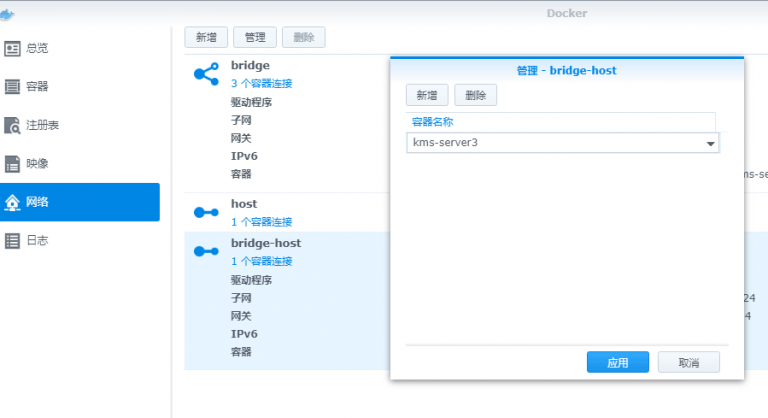 Docker
总览
容器
注册表
映像
网络
日志
新增 管理 删除
bridge
3 个容器连接
驱动程序
子网
网关
IPv6
容器
ms-se
host
1 个容器连接
bridge-host
1 个容器连接
驱动程序
子网
24
网关
4
IPv6
容器
管理 - bridge-host
新增 删除
容器名称
kms-server3
应用 取消